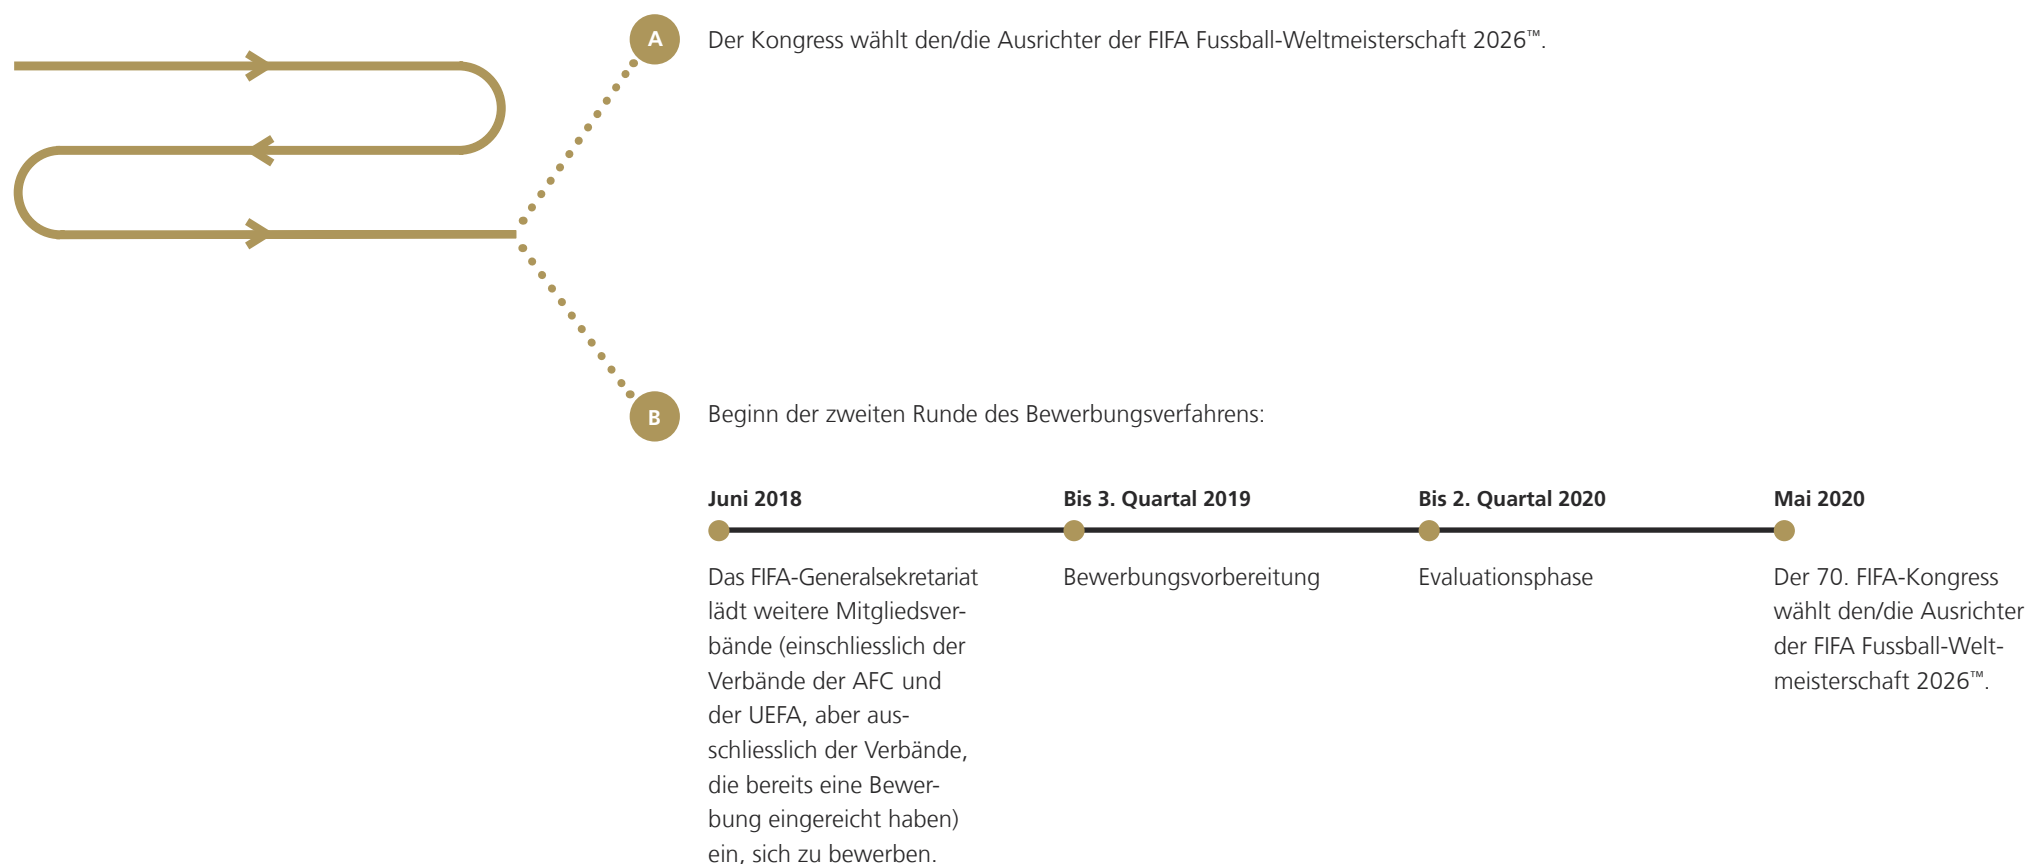 A
Der Kongress wählt den/die Ausrichter der FIFA Fussball-Weltmeisterschaft 2026™.
B
Beginn der zweiten Runde des Bewerbungsverfahrens:
Juni 2018
Das FIFA-Generalsekretariat
lädt weitere Mitgliedsver-
bände (einschliesslich der
Verbände der AFC und
der UEFA, aber aus-
schliesslich der Verbände,
die bereits eine Bewer-
bung eingereicht haben)
ein, sich zu bewerben.
Bis 3. Quartal 2019
Bewerbungsvorbereitung
Bis 2. Quartal 2020
Evaluationsphase
Mai 2020
Der 70. FIFA-Kongress
wählt den/die Ausrichter
der FIFA Fussball-Welt-
meisterschaft 2026™.